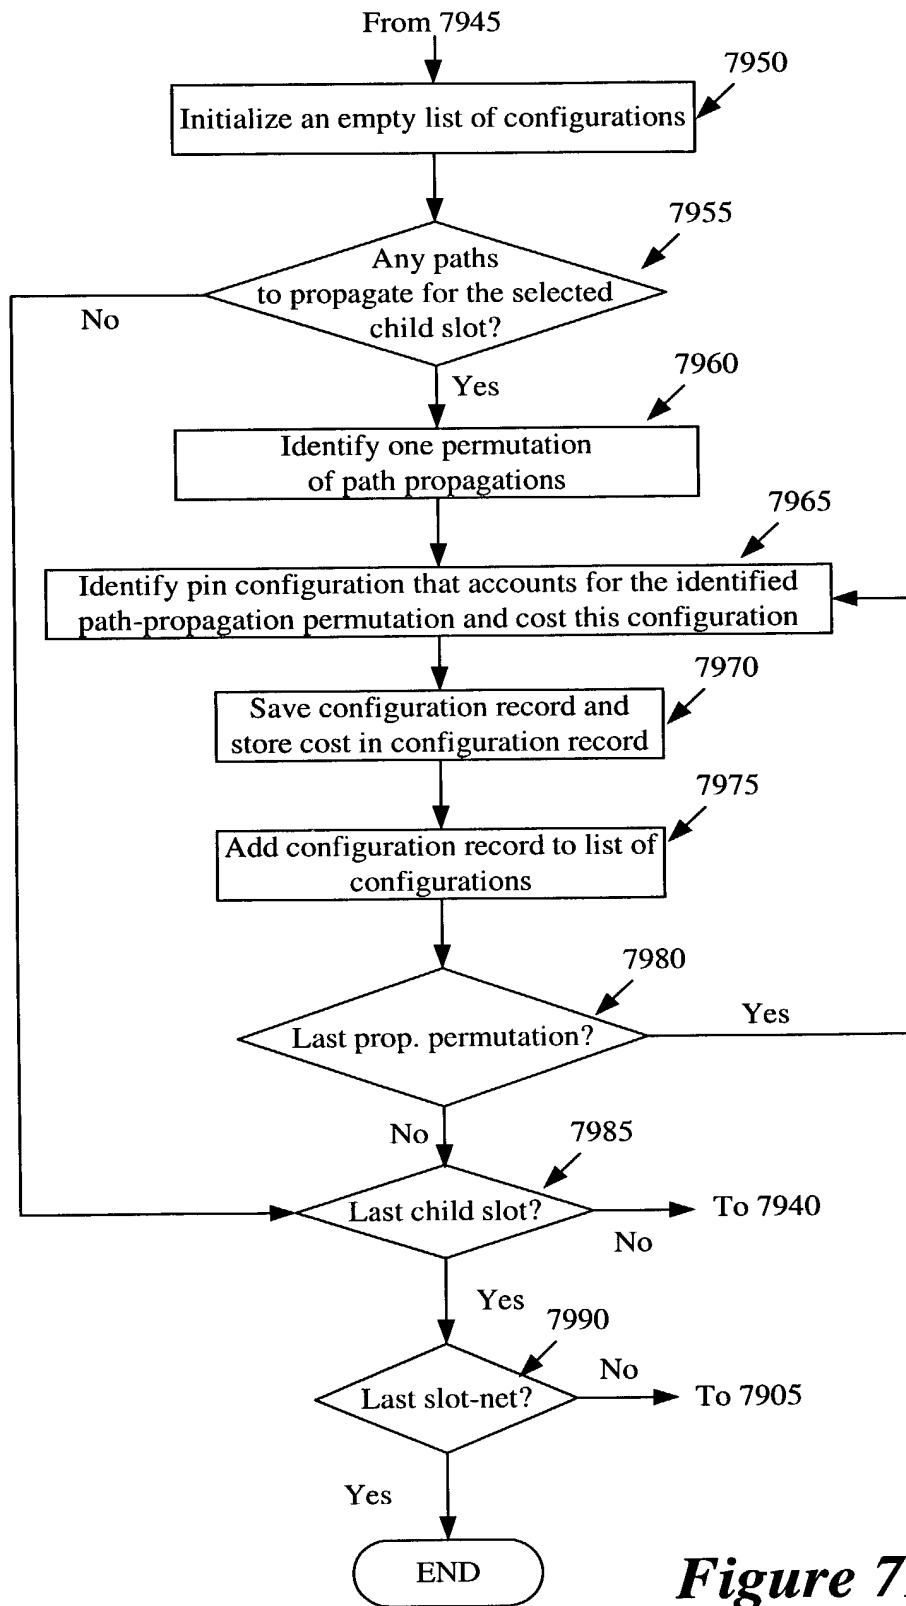 From 7945
7950
Initialize an empty list of configurations
7955
Any paths
to propagate for the selected
child slot?
No
Yes
7960
Identify one permutation
of path propagations
7965
Identify pin configuration that accounts for the identified
path-propagation permutation and cost this configuration
7970
Save configuration record and
store cost in configuration record
7975
Add configuration record to list of
configurations
7980
Last prop. permutation?
Yes
No
7985
Last child slot?
To 7940
No
Yes
7990
Last slot-net?
No
To 7905
Yes
END
Figure 7